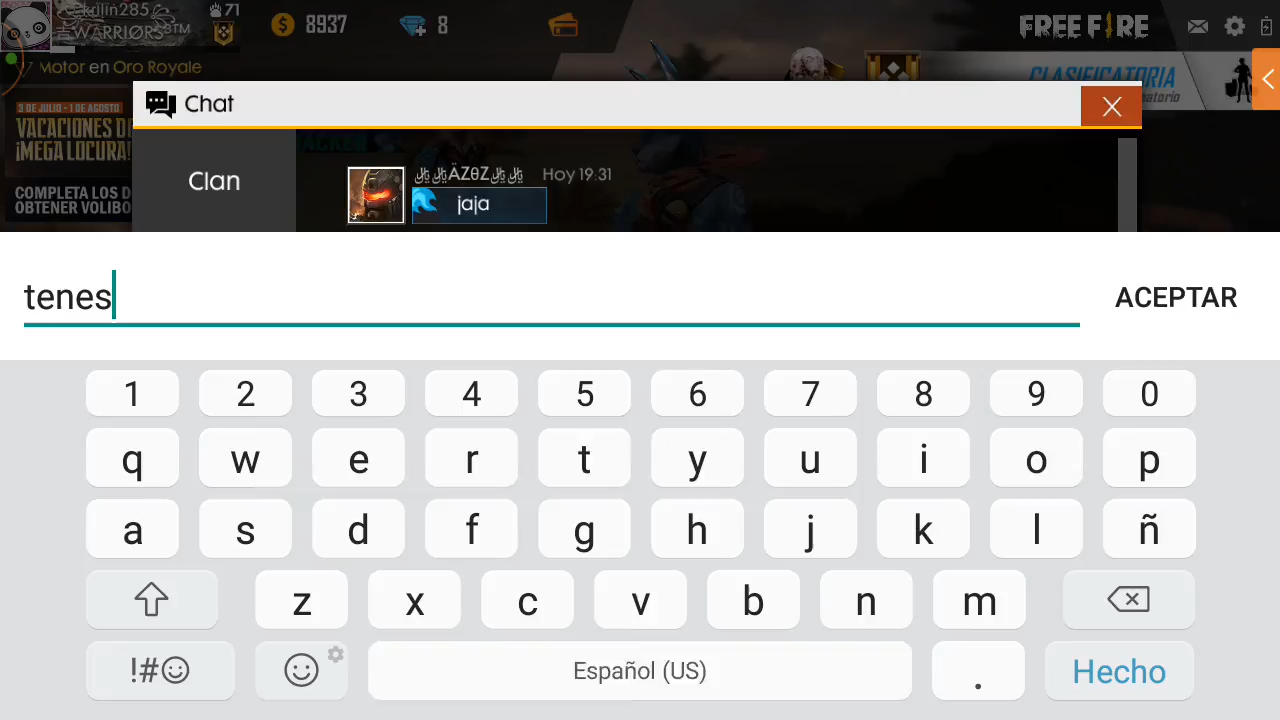 71
8937
8
FREE FIRE
WARRIØRS³™
Motor en Oro Royale
3 DE JULIO - 1 DE AGOSTO
CLASIFICATORIA
VACACIONES DE
¡MEGA LOCURA!
COMPLETA LOS D
OBTENER VOLIBO
Chat
Clan
ÄZθZ
Hoy 19.31
jaja
tenes
ACEPTAR
1 2 3 4 5 6 7 8 9 0
q w e r t y u i o p
a s d f g h j k l ñ
z x c v b n m
!#☺
Español (US)
.
Hecho